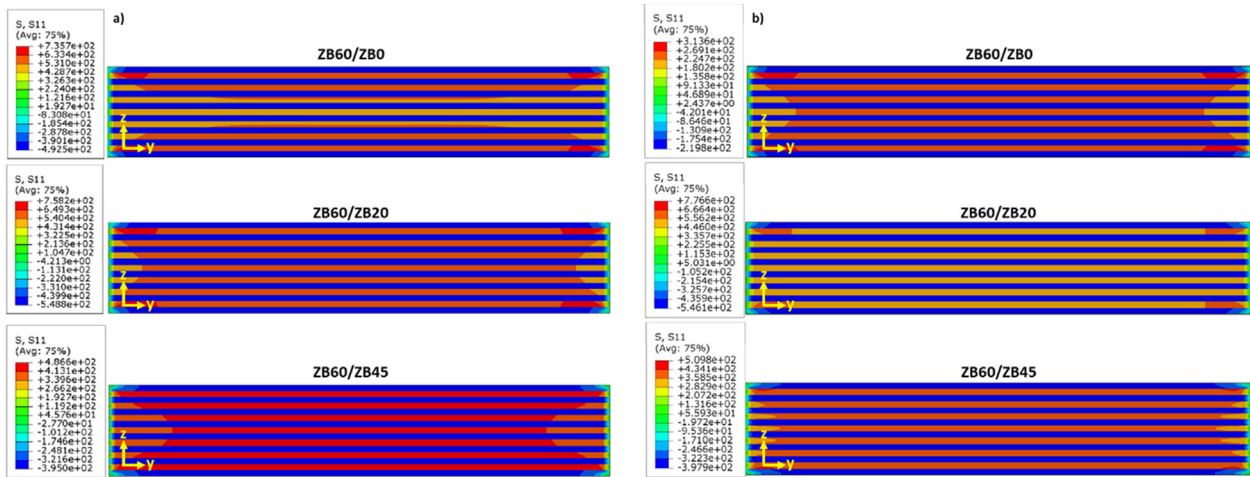 a)
S, S11
(Avg: 75%)
+7.357e+02
+6.334e+02
+5.310e+02
+4.287e+02
+3.263e+02
+2.240e+02
+1.216e+02
+1.927e+01
-8.308e+01
-1.854e+02
-2.878e+02
-3.901e+02
-4.925e+02
ZB60/ZB0
z
y
S, S11
(Avg: 75%)
+7.582e+02
+6.493e+02
+5.404e+02
+4.314e+02
+3.225e+02
+2.136e+02
+1.047e+02
-4.213e+00
-1.131e+02
-2.220e+02
-3.310e+02
-4.399e+02
-5.488e+02
ZB60/ZB20
z
y
S, S11
(Avg: 75%)
+4.866e+02
+4.131e+02
+3.396e+02
+2.662e+02
+1.927e+02
+1.192e+02
+4.576e+01
-2.770e+01
-1.012e+02
-1.746e+02
-2.481e+02
-3.216e+02
-3.950e+02
ZB60/ZB45
z
y
b)
S, S11
(Avg: 75%)
+3.136e+02
+2.691e+02
+2.247e+02
+1.802e+02
+1.358e+02
+9.133e+01
+4.689e+01
+2.437e+00
-4.201e+01
-8.646e+01
-1.309e+02
-1.754e+02
-2.198e+02
ZB60/ZB0
z
y
S, S11
(Avg: 75%)
+7.766e+02
+6.664e+02
+5.562e+02
+4.460e+02
+3.357e+02
+2.255e+02
+1.153e+02
+5.031e+00
-1.052e+02
-2.154e+02
-3.257e+02
-4.359e+02
-5.461e+02
ZB60/ZB20
z
y
S, S11
(Avg: 75%)
+5.098e+02
+4.341e+02
+3.585e+02
+2.829e+02
+2.072e+02
+1.316e+02
+5.593e+01
-1.972e+01
-9.536e+01
-1.710e+02
-2.467e+02
-3.223e+02
-3.979e+02
ZB60/ZB45
z
y